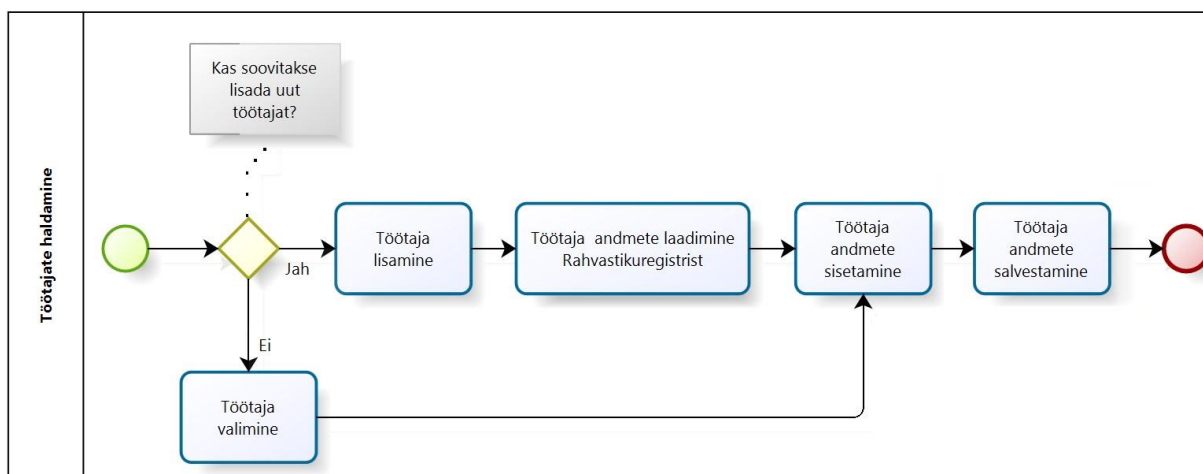 Töötajate haldamine
Kas soovitakse
lisada uut
töötajat?
Jah
Töötaja
lisamine
Töötaja andmete laadimine
Rahvastikuregistrist
Töötaja
andmete
sisetamine
Töötaja
andmete
salvestamine
Ei
Töötaja
valimine